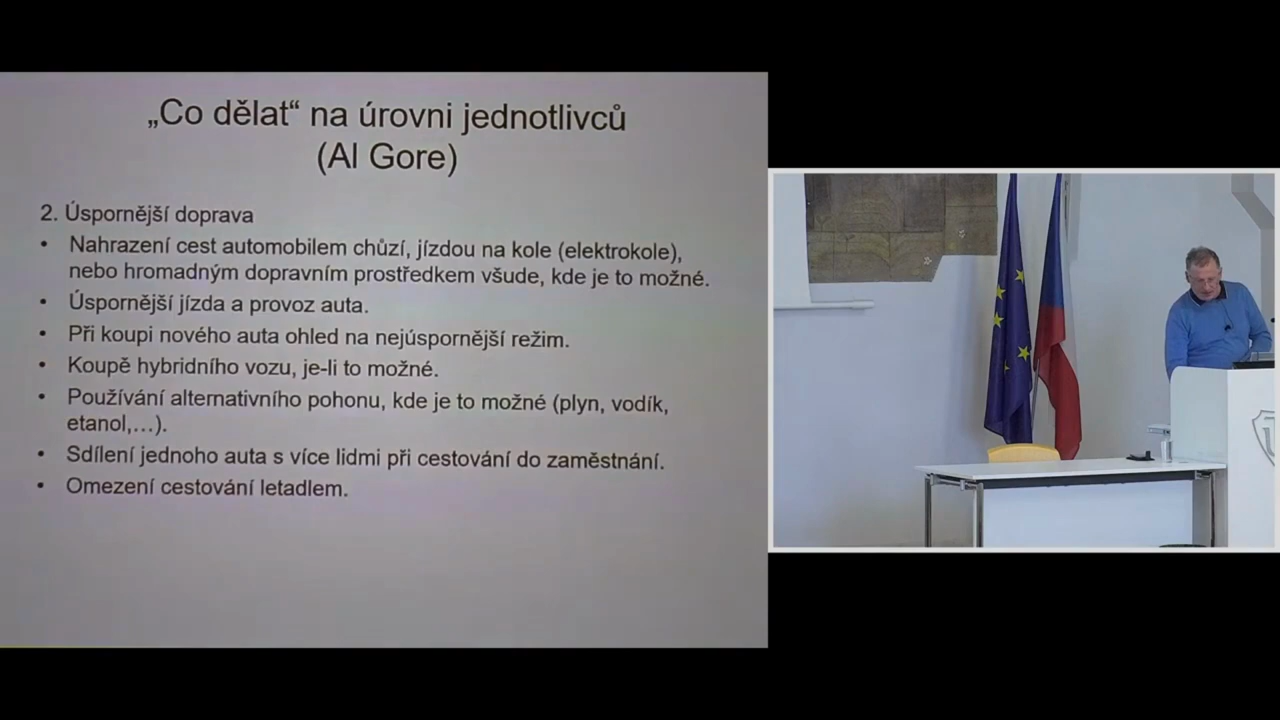 „Co dělat“ na úrovni jednotlivců
(Al Gore)
2. Úspornější doprava
• Nahrazení cest automobilem chůzí, jízdou na kole (elektrokole),
nebo hromadným dopravním prostředkem všude, kde je to možné.
• Úspornější jízda a provoz auta.
• Při koupi nového auta ohled na nejúspornější režim.
• Koupě hybridního vozu, je-li to možné.
• Používání alternativního pohonu, kde je to možné (plyn, vodík,
etanol,…).
• Sdílení jednoho auta s více lidmi při cestování do zaměstnání.
• Omezení cestování letadlem.